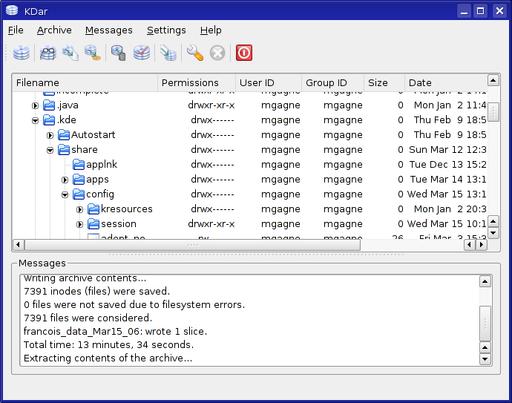 KDar
File Archive Messages Settings Help
Filename Permissions User ID Group ID Size Date
.java drwxr-xr-x mgagne mgagne 0 Mon Jan 2 11:4
.kde drwx------ mgagne mgagne 0 Thu Feb 9 18:5
Autostart drwx------ mgagne mgagne 0 Thu Feb 9 18:5
share drwx------ mgagne mgagne 0 Sun Mar 12 12:3
applnk drwx------ mgagne mgagne 0 Tue Dec 13 15:2
apps drwx------ mgagne mgagne 0 Tue Mar 14 13:1
config drwx------ mgagne mgagne 0 Wed Mar 15 13:1
kresources drwx------ mgagne mgagne 0 Mon Jan 2 20:3
session drwxr-xr-x mgagne mgagne 0 Wed Mar 15 10:1
mgagne mgagne 26 Fri Mar
Messages
Writing archive contents...
7391 inodes (files) were saved.
0 files were not saved due to filesystem errors.
7391 files were considered.
francois_data_Mar15_06: wrote 1 slice.
Total time: 13 minutes, 34 seconds.
Extracting contents of the archive...